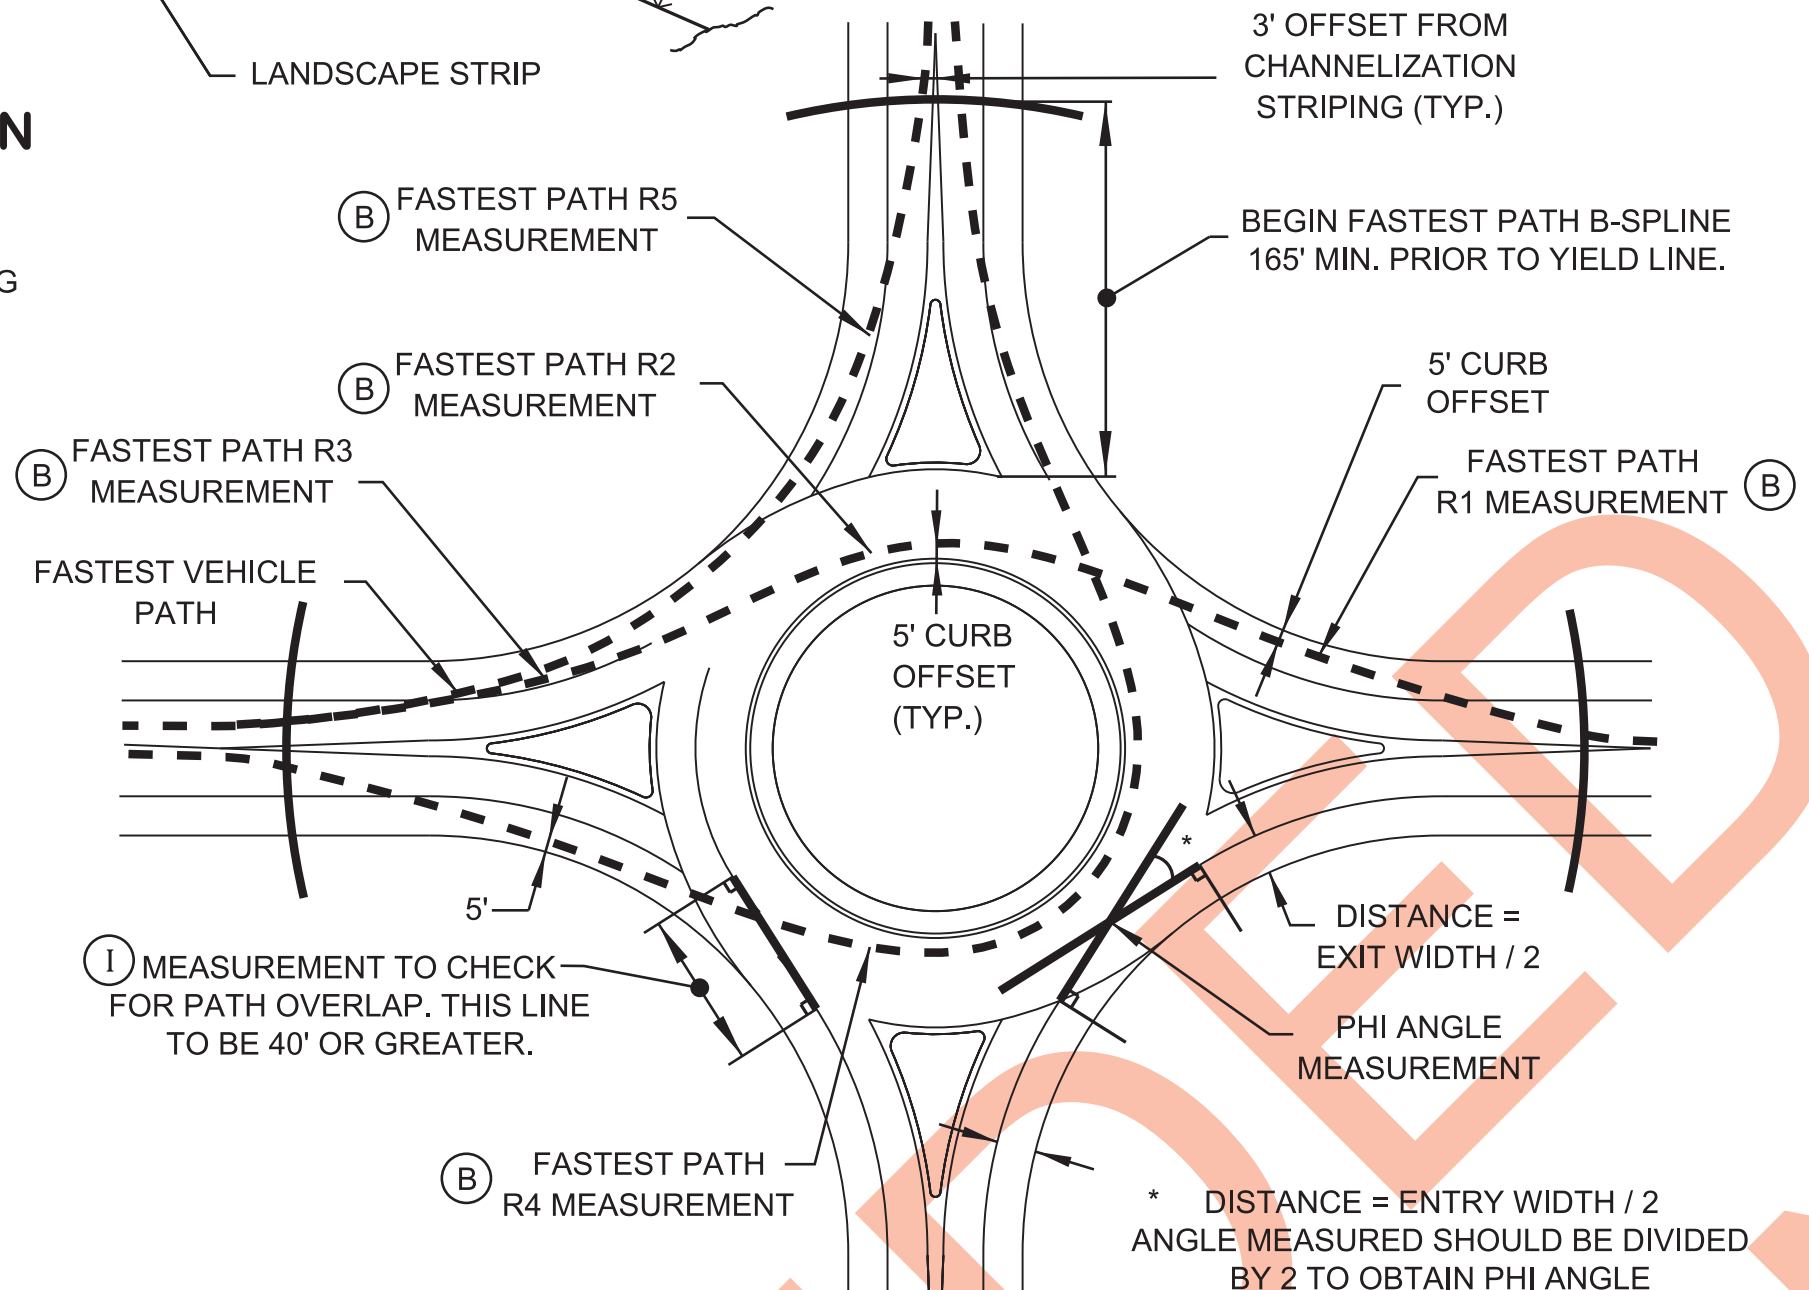 LANDSCAPE STRIP
N
G
3' OFFSET FROM
CHANNELIZATION
STRIPING (TYP.)
B
FASTEST PATH R5
MEASUREMENT
BEGIN FASTEST PATH B-SPLINE
165' MIN. PRIOR TO YIELD LINE.
B
FASTEST PATH R2
MEASUREMENT
5' CURB
OFFSET
B
FASTEST PATH R3
MEASUREMENT
FASTEST PATH
R1 MEASUREMENT
B
FASTEST VEHICLE
PATH
5' CURB
OFFSET
(TYP.)
*
5'
DISTANCE =
EXIT WIDTH / 2
I
MEASUREMENT TO CHECK
FOR PATH OVERLAP. THIS LINE
TO BE 40' OR GREATER.
PHI ANGLE
MEASUREMENT
B
FASTEST PATH
R4 MEASUREMENT
* DISTANCE = ENTRY WIDTH / 2
ANGLE MEASURED SHOULD BE DIVIDED
BY 2 TO OBTAIN PHI ANGLE